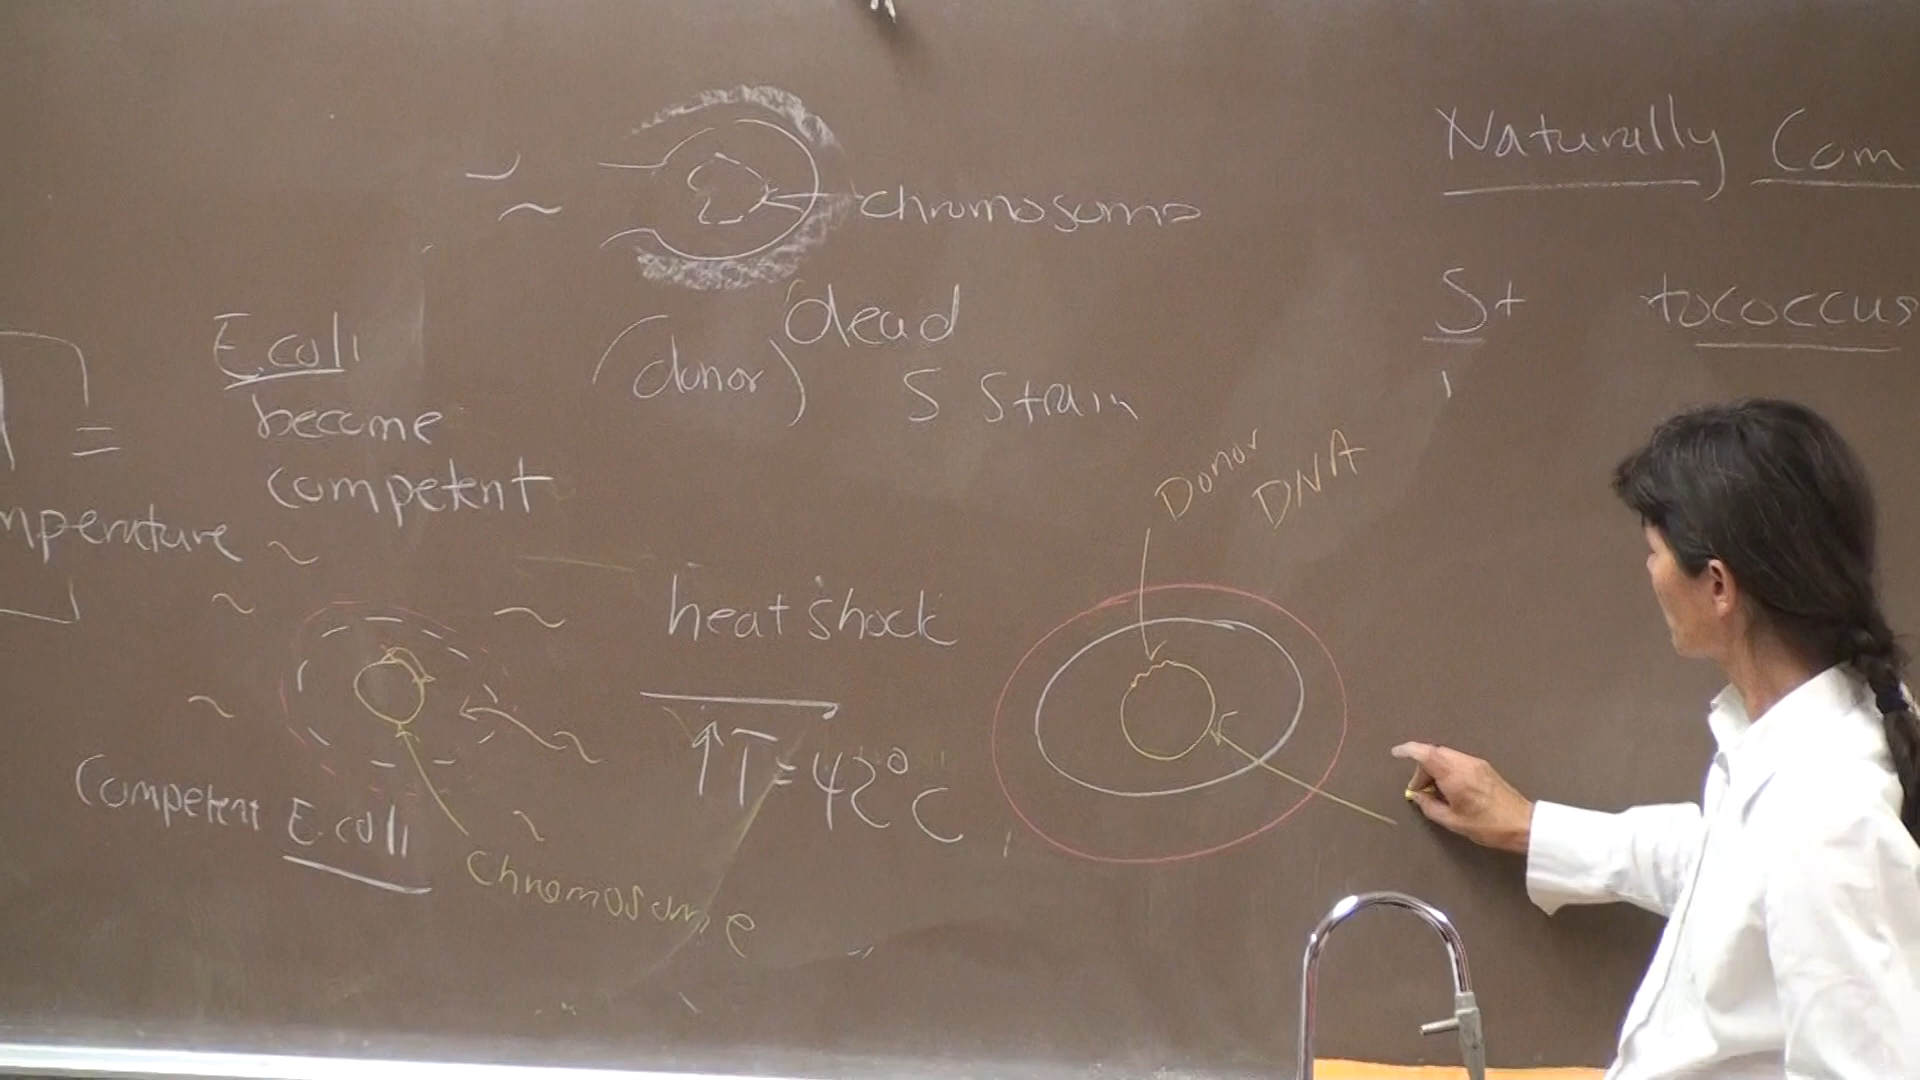 Naturally Com
chromosome
St tococcus
dead
(donor)
S Strain
E.coli
become
competent
mperature
Donor
DNA
heat shock
↑T = 42°C
Competent E.coli
Chromosome